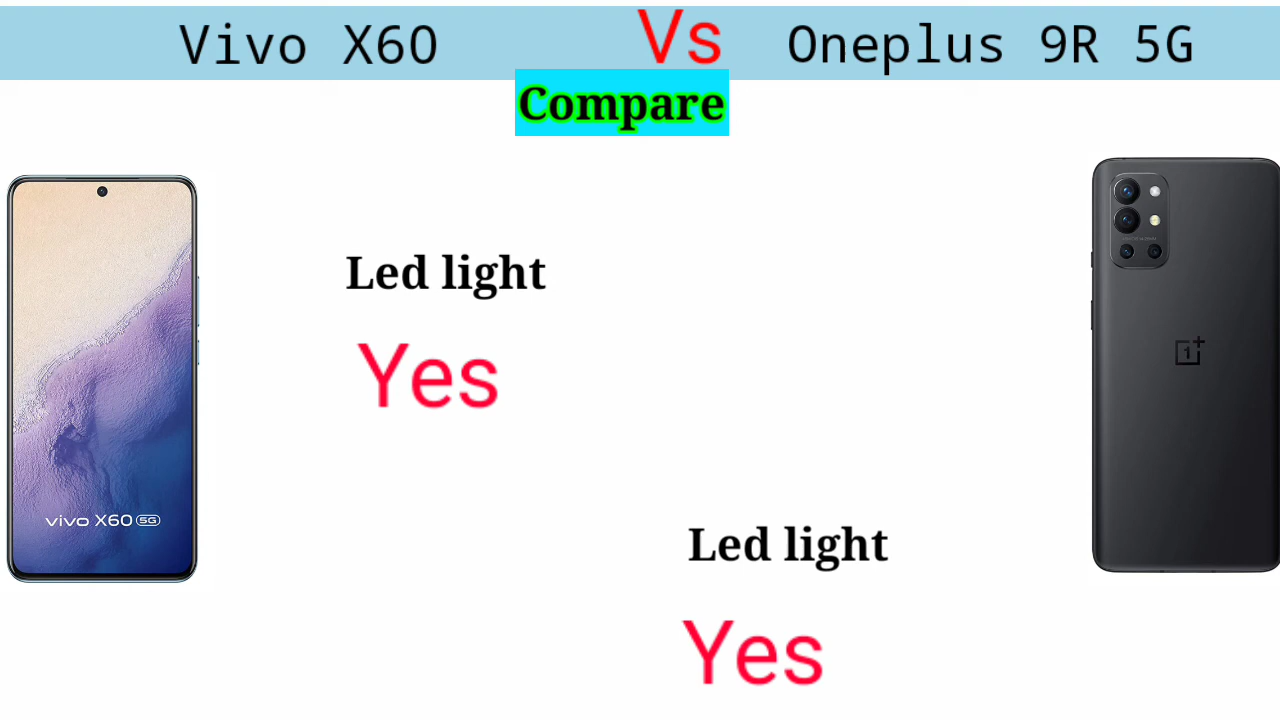 Vivo X60 Vs Oneplus 9R 5G
Compare
Led light
Yes
vivo X60 5G
Led light
Yes